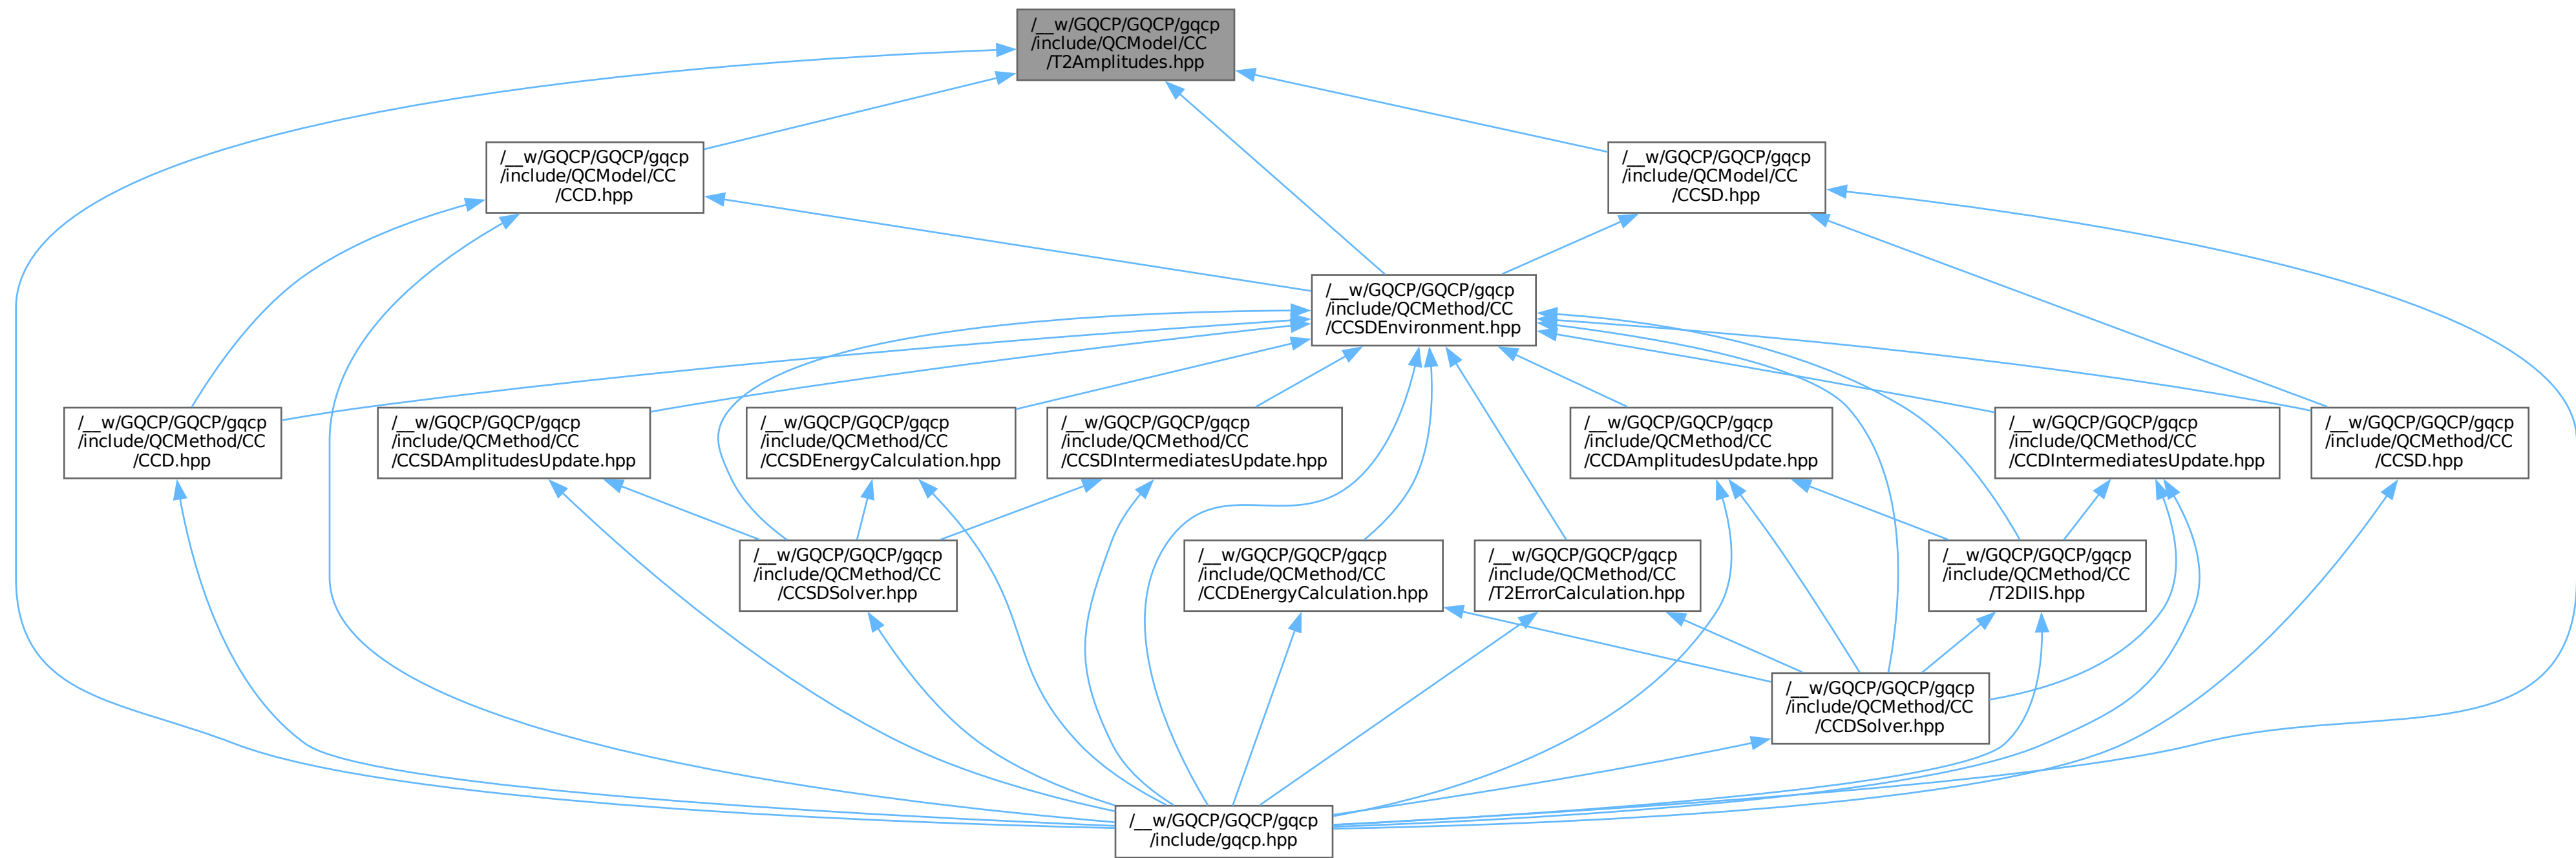 /__w/GQCP/GQCP/gqcp
/include/QCModel/CC
/T2Amplitudes.hpp
/__w/GQCP/GQCP/gqcp
/include/QCModel/CC
/CCD.hpp
/__w/GQCP/GQCP/gqcp
/include/QCModel/CC
/CCSD.hpp
/__w/GQCP/GQCP/gqcp
/include/QCMethod/CC
/CCSDEnvironment.hpp
/__w/GQCP/GQCP/gqcp
/include/QCMethod/CC
/CCD.hpp
/__w/GQCP/GQCP/gqcp
/include/QCMethod/CC
/CCSDAmplitudesUpdate.hpp
/__w/GQCP/GQCP/gqcp
/include/QCMethod/CC
/CCSDEnergyCalculation.hpp
/__w/GQCP/GQCP/gqcp
/include/QCMethod/CC
/CCSDIntermediatesUpdate.hpp
/__w/GQCP/GQCP/gqcp
/include/QCMethod/CC
/CCDAmplitudesUpdate.hpp
/__w/GQCP/GQCP/gqcp
/include/QCMethod/CC
/CCDIntermediatesUpdate.hpp
/__w/GQCP/GQCP/gqcp
/include/QCMethod/CC
/CCSD.hpp
/__w/GQCP/GQCP/gqcp
/include/QCMethod/CC
/CCSDSolver.hpp
/__w/GQCP/GQCP/gqcp
/include/QCMethod/CC
/CCDEnergyCalculation.hpp
/__w/GQCP/GQCP/gqcp
/include/QCMethod/CC
/T2ErrorCalculation.hpp
/__w/GQCP/GQCP/gqcp
/include/QCMethod/CC
/T2DIIS.hpp
/__w/GQCP/GQCP/gqcp
/include/QCMethod/CC
/CCDSolver.hpp
/__w/GQCP/GQCP/gqcp
/include/gqcp.hpp